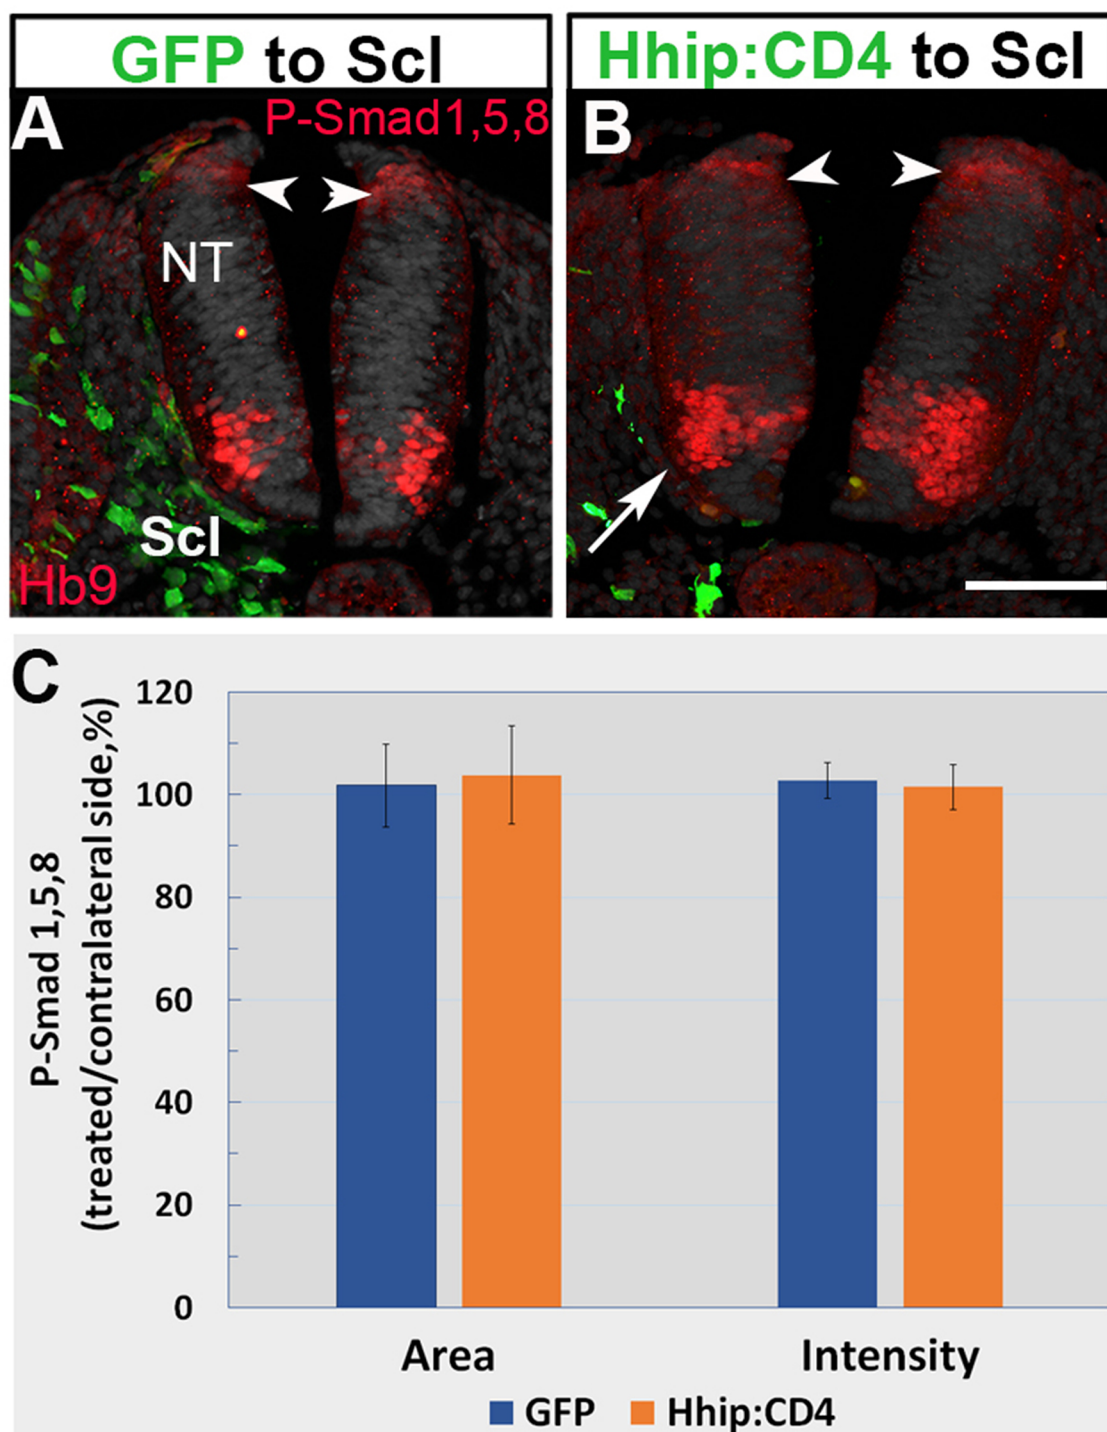 GFP to Scl
Hhip:CD4 to Scl
A
P-Smad1,5,8
NT
Scl
Hb9
B
C
P-Smad 1,5,8
(treated/contralateral side,%)
120
100
80
60
40
20
0
Area
Intensity
GFP
Hhip:CD4